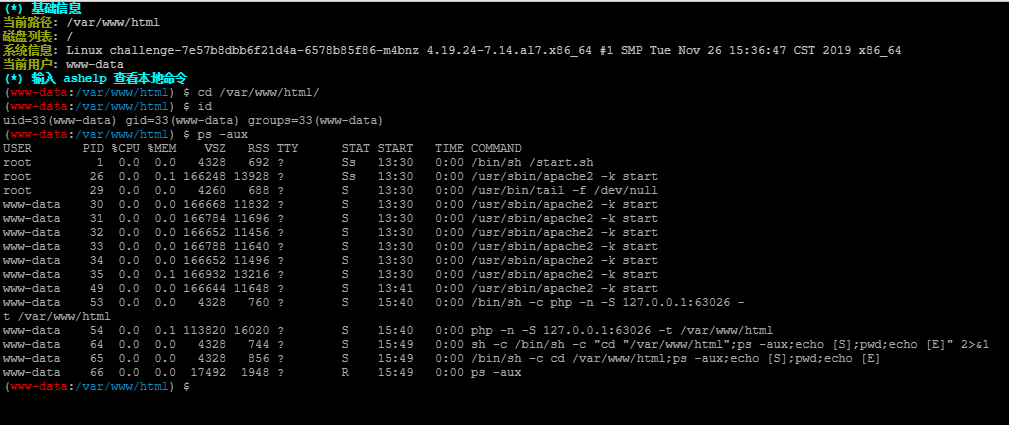 (*) 基础信息
当前路径: /var/www/html
磁盘列表: /
系统信息: Linux challenge-7e57b8dbb6f21d4a-6578b85f86-m4bnz 4.19.24-7.14.al7.x86_64 #1 SMP Tue Nov 26 15:36:47 CST 2019 x86_64
当前用户: www-data
(*) 输入 ashelp 查看本地命令
(www-data:/var/www/html) $ cd /var/www/html/
(www-data:/var/www/html) $ id
uid=33(www-data) gid=33(www-data) groups=33(www-data)
(www-data:/var/www/html) $ ps -aux
USER       PID %CPU %MEM    VSZ   RSS TTY      STAT START   TIME COMMAND
root         1  0.0  0.0   4328   692 ?        Ss   13:30   0:00 /bin/sh /start.sh
root        26  0.0  0.1 166248 13928 ?        Ss   13:30   0:00 /usr/sbin/apache2 -k start
root        29  0.0  0.0   4260   688 ?        S    13:30   0:00 /usr/bin/tail -f /dev/null
www-data    30  0.0  0.0 166668 11832 ?        S    13:30   0:00 /usr/sbin/apache2 -k start
www-data    31  0.0  0.0 166784 11696 ?        S    13:30   0:00 /usr/sbin/apache2 -k start
www-data    32  0.0  0.0 166652 11456 ?        S    13:30   0:00 /usr/sbin/apache2 -k start
www-data    33  0.0  0.0 166788 11640 ?        S    13:30   0:00 /usr/sbin/apache2 -k start
www-data    34  0.0  0.0 166652 11496 ?        S    13:30   0:00 /usr/sbin/apache2 -k start
www-data    35  0.0  0.1 166932 13216 ?        S    13:30   0:00 /usr/sbin/apache2 -k start
www-data    49  0.0  0.0 166644 11648 ?        S    13:41   0:00 /usr/sbin/apache2 -k start
www-data    53  0.0  0.0   4328   760 ?        S    15:40   0:00 /bin/sh -c php -n -S 127.0.0.1:63026 -
t /var/www/html
www-data    54  0.0  0.1 113820 16020 ?        S    15:40   0:00 php -n -S 127.0.0.1:63026 -t /var/www/html
www-data    64  0.0  0.0   4328   744 ?        S    15:49   0:00 sh -c /bin/sh -c "cd "/var/www/html";ps -aux;echo [S];pwd;echo [E]" 2>&1
www-data    65  0.0  0.0   4328   856 ?        S    15:49   0:00 /bin/sh -c cd /var/www/html;ps -aux;echo [S];pwd;echo [E]
www-data    66  0.0  0.0  17492  1948 ?        R    15:49   0:00 ps -aux
(www-data:/var/www/html) $